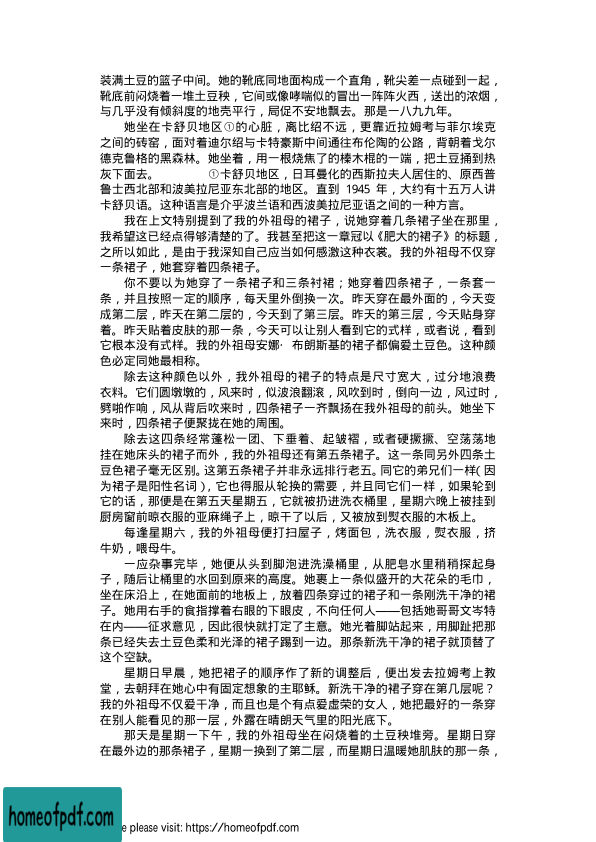 装满土豆的篮子中间。她的靴底同地面构成一个直角，靴尖差一点碰到一起，
靴底前闷烧着一堆土豆秧，它间或像哮喘似的冒出一阵阵火西，送出的浓烟，
与几乎没有倾斜度的地壳平行，局促不安地飘去。那是一八九九年。
她坐在卡舒贝地区①的心脏，离比绍不远，更靠近拉姆考与菲尔埃克
之间的砖窑，面对着迪尔绍与卡特豪斯中间通往布伦陶的公路，背朝着戈尔
德克鲁格的黑森林。她坐着，用一根烧焦了的榛木棍的一端，把土豆捅到热
灰下面去。 ①卡舒贝地区，日耳曼化的西斯拉夫人居住的、原西普
鲁士西北部和波美拉尼亚东北部的地区。直到 1945 年，大约有十五万人讲
卡舒贝语。这种语言是介乎波兰语和西波美拉尼亚语之间的一种方言。
我在上文特别提到了我的外祖母的裙子，说她穿着几条裙子坐在那里，
我希望这已经点得够清楚的了。我甚至把这一章冠以《肥大的裙子》的标题，
之所以如此，是由于我深知自己应当如何感激这种衣裳。我的外祖母不仅穿
一条裙子，她套穿着四条裙子。
你不要以为她穿了一条裙子和三条衬裙；她穿着四条裙子，一条套一
条，并且按照一定的顺序，每天里外倒换一次。昨天穿在最外面的，今天变
成第二层，昨天在第二层的，今天到了第三层。昨天的第三层，今天贴身穿
着。昨天贴着皮肤的那一条，今天可以让别人看到它的式样，或者说，看到
它根本没有式样。我的外祖母安娜· 布朗斯基的裙子都偏爱土豆色。这种颜
色必定同她最相称。
除去这种颜色以外，我外祖母的裙子的特点是尺寸宽大，过分地浪费
衣料。它们圆墩墩的，风来时，似波浪翻滚，风吹到时，倒向一边，风过时，
劈啪作响，风从背后吹来时，四条裙子一齐飘扬在我外祖母的前头。她坐下
来时，四条裙子便聚拢在她的周围。
除去这四条经常蓬松一团、下垂着、起皱褶，或者硬撅撅、空荡荡地
挂在她床头的裙子而外，我外祖母还有第五条裙子。这一条同另外四条土
豆色裙子毫无区别。这第五条裙子并非永远排行老五。同它的弟兄们一样（因
为裙子是阳性名词），它也得服从轮换的需要，并且同它们一样，如果轮到
它的话，那便是在第五天星期五，它就被扔进洗衣桶里，星期六晚上被挂到
厨房窗前晾衣服的亚麻绳子上，晾干了以后，又被放到熨衣服的木板上。
每逢星期六，我的外祖母便打扫屋子，烤面包，洗衣服，熨衣服，挤
牛奶，喂母牛。
一应杂事完毕，她便从头到脚泡进洗澡桶里，从肥皂水里稍稍探起身
子，随后让桶里的水回到原来的高度。她裹上一条似盛开的大花朵的毛巾，
坐在床沿上，在她面前的地板上，放着四条穿过的裙子和一条刚洗干净的裙
子。她用右手的食指撑着右眼的下眼皮，不向任何人——包括她哥哥文岑特
在内——征求意见，因此很快就打定了主意。她光着脚站起来，用脚趾把那
条已经失去土豆色柔和光泽的裙子踢到一边。那条新洗干净的裙子就顶替了
这个空缺。
星期日早晨，她把裙子的顺序作了新的调整后，便出发去拉姆考上教
堂，去朝拜在她心中有固定想象的主耶稣。新洗干净的裙子穿在第几层呢？
我的外祖母不仅爱干净，而且也是个有点爱虚荣的女人，她把最好的一条穿
在别人能看见的那一层，外露在晴朗天气里的阳光底下。
那天是星期一下午，我的外祖母坐在闷烧着的土豆秧堆旁。星期日穿
在最外边的那条裙子，星期一换到了第二层，而星期日温暖她肌肤的那一条，
homeofpdf.com
e please visit: https://homeofpdf.com